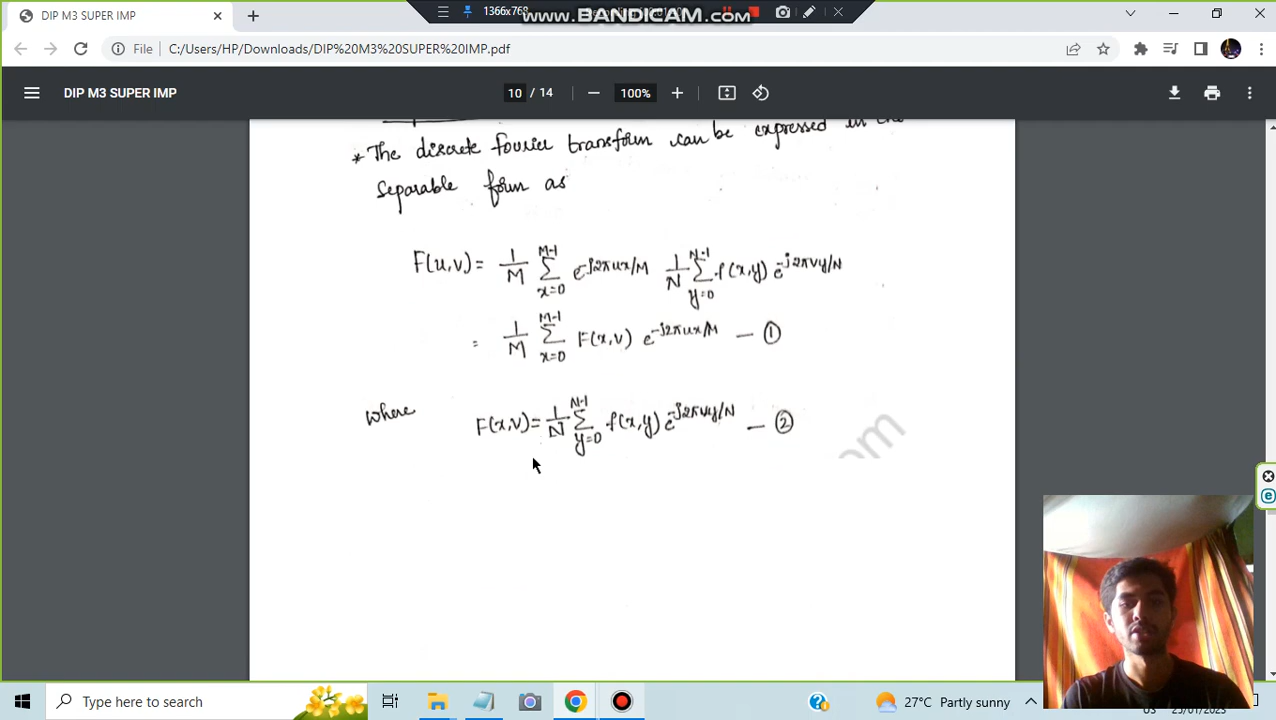 DIP M3 SUPER IMP
1366x768
www.BANDICAM.com
File C:/Users/HP/Downloads/DIP%20M3%20SUPER%20IMP.pdf
DIP M3 SUPER IMP 10 / 14 100%
* The discrete fourier transform can be expressed in the
separable form as
F(u,v) = 1/M Σ_{x=0}^{M-1} e^{-j2πux/M} 1/N Σ_{y=0}^{N-1} f(x,y) e^{-j2πvy/N}
= 1/M Σ_{x=0}^{M-1} F(x,v) e^{-j2πux/M} — ①
where F(x,v) = 1/N Σ_{y=0}^{N-1} f(x,y) e^{-j2πvy/N} — ②
om
Type here to search
27°C Partly sunny